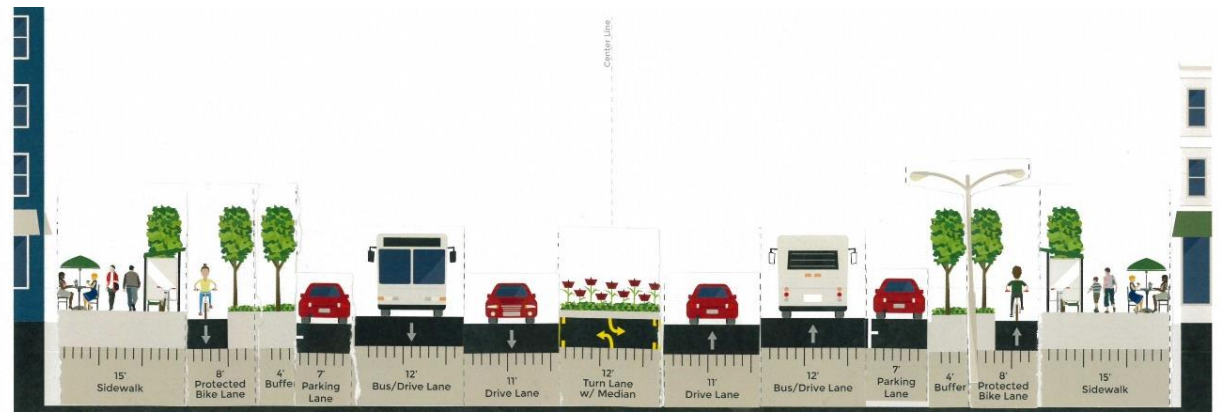 Center Line
15'
Sidewalk
8'
Protected
Bike Lane
4'
Buffer
7'
Parking
Lane
12'
Bus/Drive Lane
11'
Drive Lane
12'
Turn Lane
w/ Median
11'
Drive Lane
12'
Bus/Drive Lane
7'
Parking
Lane
4'
Buffer
8'
Protected
Bike Lane
15'
Sidewalk